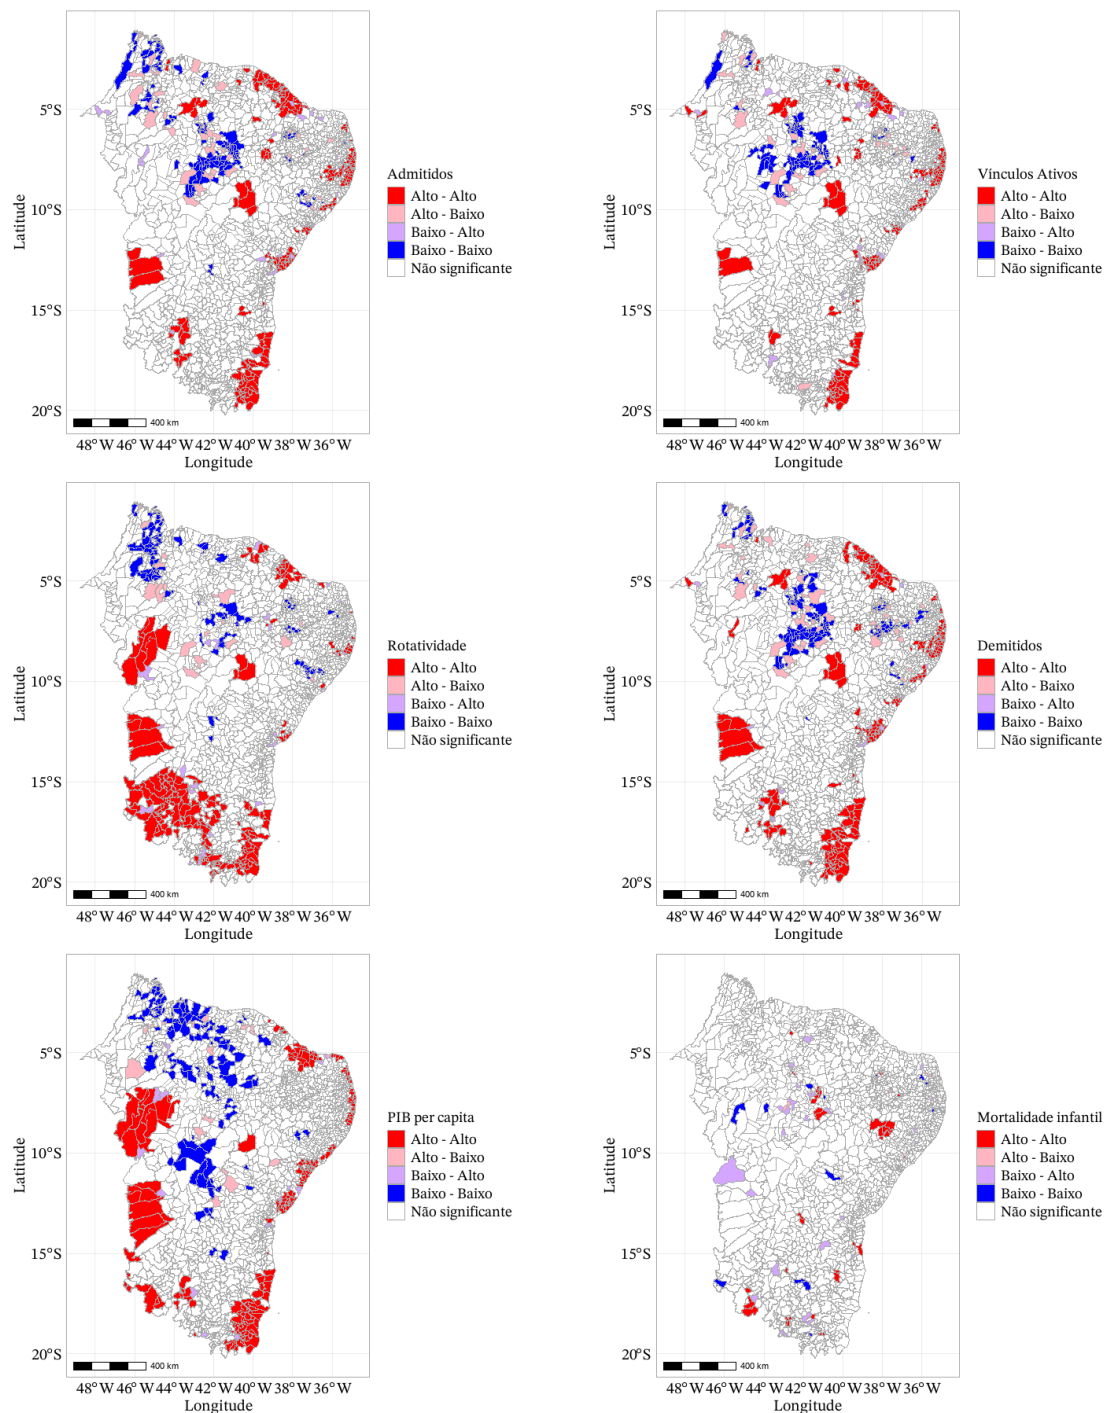 5°S
10°S
15°S
20°S
Latitude
400 km
48°W 46°W 44°W 42°W 40°W 38°W 36°W
Longitude
Admitidos
Alto - Alto
Alto - Baixo
Baixo - Alto
Baixo - Baixo
Não significante
5°S
10°S
15°S
20°S
Latitude
400 km
48°W 46°W 44°W 42°W 40°W 38°W 36°W
Longitude
Vínculos Ativos
Alto - Alto
Alto - Baixo
Baixo - Alto
Baixo - Baixo
Não significante
5°S
10°S
15°S
20°S
Latitude
400 km
48°W 46°W 44°W 42°W 40°W 38°W 36°W
Longitude
Rotatividade
Alto - Alto
Alto - Baixo
Baixo - Alto
Baixo - Baixo
Não significante
5°S
10°S
15°S
20°S
Latitude
400 km
48°W 46°W 44°W 42°W 40°W 38°W 36°W
Longitude
Demitidos
Alto - Alto
Alto - Baixo
Baixo - Alto
Baixo - Baixo
Não significante
5°S
10°S
15°S
20°S
Latitude
400 km
48°W 46°W 44°W 42°W 40°W 38°W 36°W
Longitude
PIB per capita
Alto - Alto
Alto - Baixo
Baixo - Alto
Baixo - Baixo
Não significante
5°S
10°S
15°S
20°S
Latitude
400 km
48°W 46°W 44°W 42°W 40°W 38°W 36°W
Longitude
Mortalidade infantil
Alto - Alto
Alto - Baixo
Baixo - Alto
Baixo - Baixo
Não significante